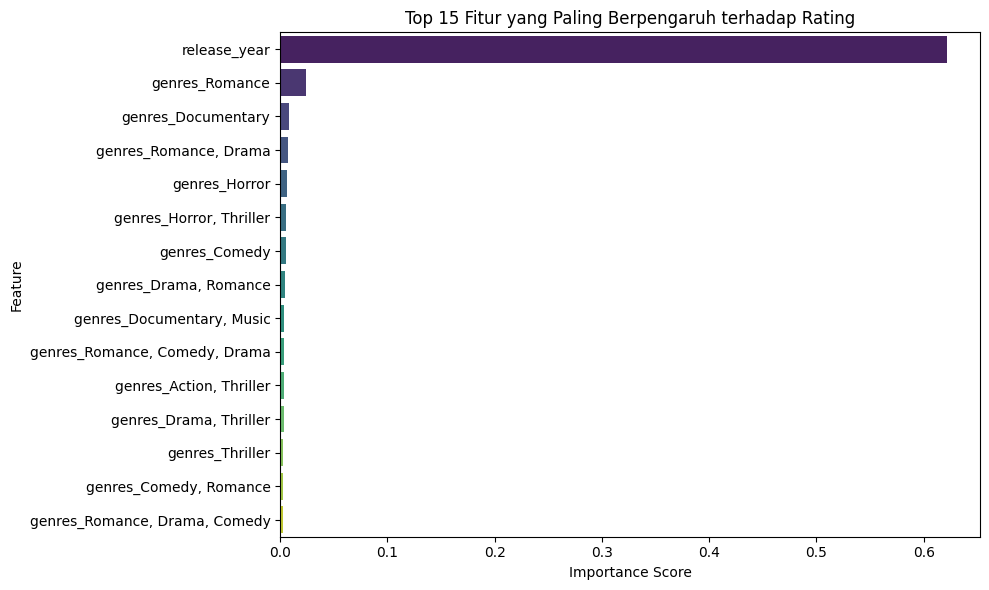 Top 15 Fitur yang Paling Berpengaruh terhadap Rating
Feature
release_year
genres_Romance
genres_Documentary
genres_Romance, Drama
genres_Horror
genres_Horror, Thriller
genres_Comedy
genres_Drama, Romance
genres_Documentary, Music
genres_Romance, Comedy, Drama
genres_Action, Thriller
genres_Drama, Thriller
genres_Thriller
genres_Comedy, Romance
genres_Romance, Drama, Comedy
0.0 0.1 0.2 0.3 0.4 0.5 0.6
Importance Score